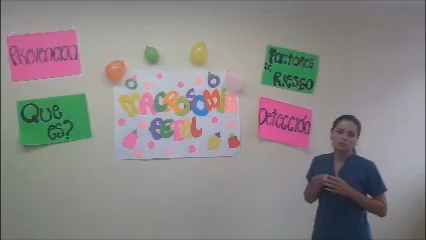 PREVENCION
QUE
ES?
MACROSOMIA
FETAL
FACTORES
DE
RIESGO
DETECCIÓN